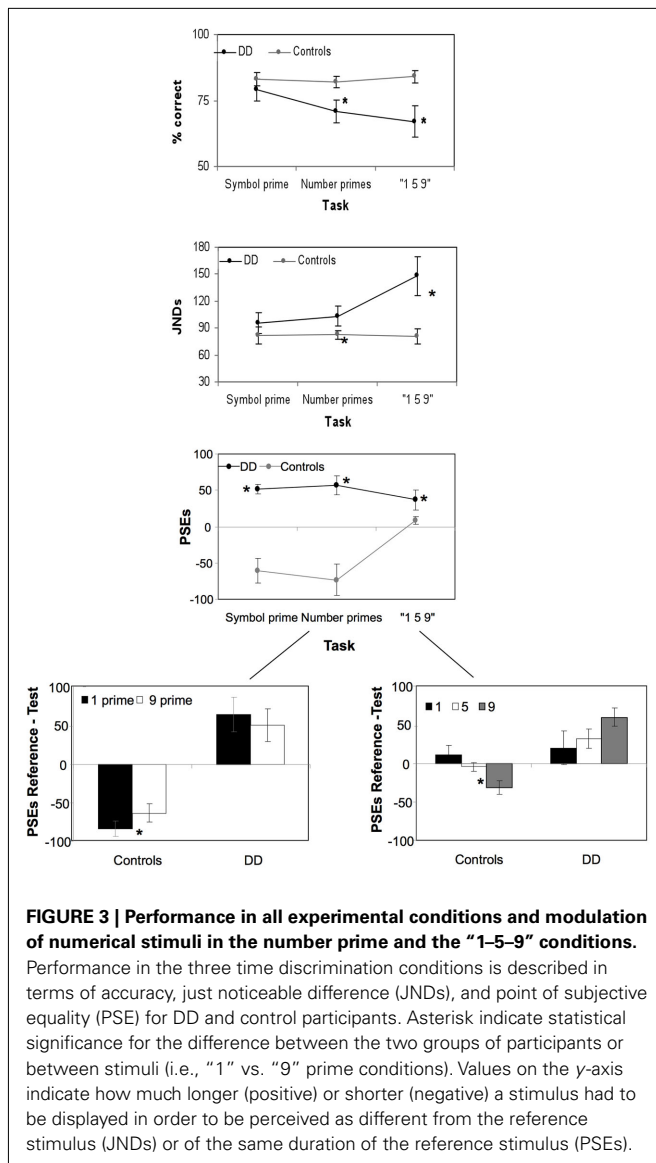 DD Controls
100
75
50
% correct
*
*
Symbol prime Number primes "1 5 9"
Task
DD Controls
180
150
120
90
60
30
JNDs
*
*
Symbol prime Number primes "1 5 9"
Task
DD Controls
100
50
0
-50
-100
PSEs
* * *
Symbol prime Number primes "1 5 9"
Task
100
50
0
-50
-100
PSEs Reference - Test
1 prime 9 prime
*
Controls DD
100
50
0
-50
-100
PSEs Reference -Test
1 5 9
*
Controls DD
FIGURE 3 | Performance in all experimental conditions and modulation
of numerical stimuli in the number prime and the “1–5–9” conditions.
Performance in the three time discrimination conditions is described in
terms of accuracy, just noticeable difference (JNDs), and point of subjective
equality (PSE) for DD and control participants. Asterisk indicate statistical
significance for the difference between the two groups of participants or
between stimuli (i.e., “1” vs. “9” prime conditions). Values on the y-axis
indicate how much longer (positive) or shorter (negative) a stimulus had to
be displayed in order to be perceived as different from the reference
stimulus (JNDs) or of the same duration of the reference stimulus (PSEs).